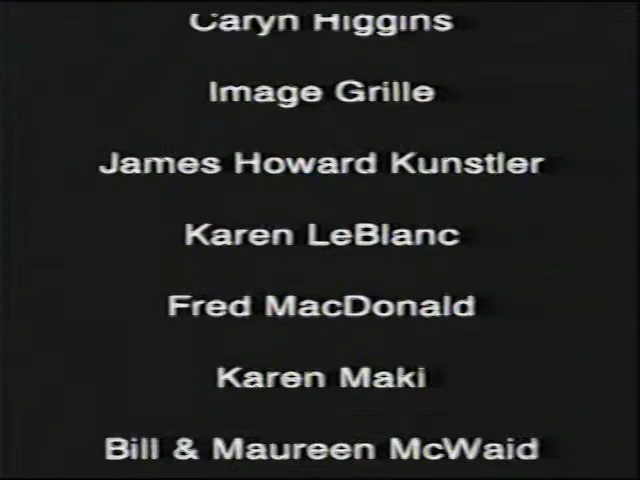 Caryn Higgins
Image Grille
James Howard Kunstler
Karen LeBlanc
Fred MacDonald
Karen Maki
Bill & Maureen McWaid